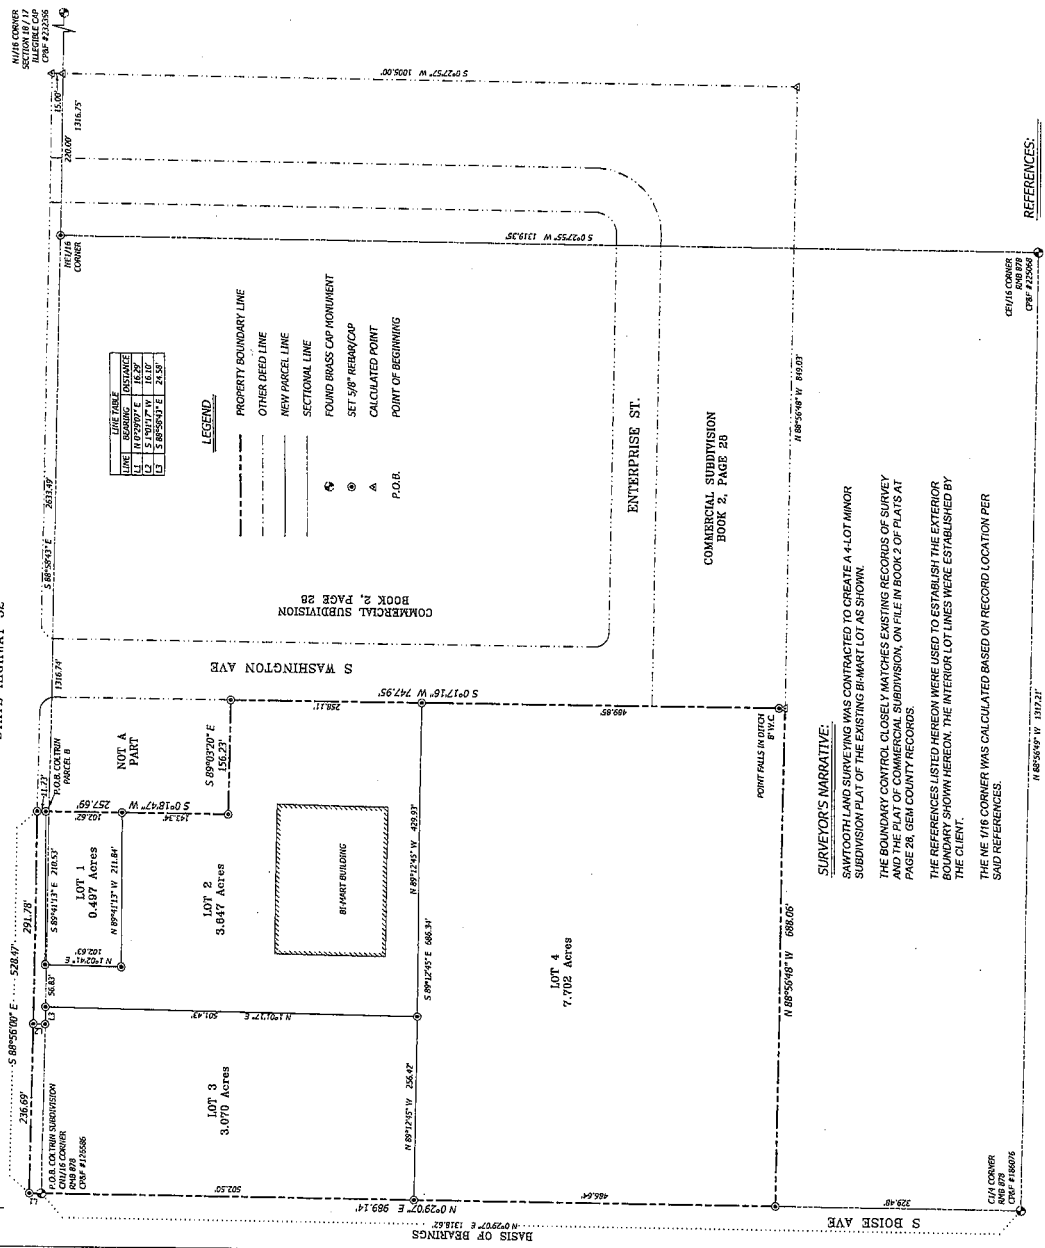 STATE HIGHWAY 52
N1/16 CORNER
SECTION 18 / 17
ILLEGIBLE CAP
CP&F #232356
S 88°56'00" E
528.47'
236.69'
291.78'
S 88°58'43" E
2633.49'
1316.74'
1316.75'
220.00'
15.00'
NE1/16
CORNER
S 0°27'57" W 1005.00'
S 0°27'55" W 1319.35'
LINE TABLE
LINE BEARING DISTANCE
L1 N 0°29'07" E 16.29'
L2 S 1°01'17" W 16.10'
L3 S 88°58'43" E 24.58'
LEGEND
PROPERTY BOUNDARY LINE
OTHER DEED LINE
NEW PARCEL LINE
SECTIONAL LINE
FOUND BRASS CAP MONUMENT
SET 5/8" REBAR/CAP
CALCULATED POINT
P.O.B. POINT OF BEGINNING
COMMERCIAL SUBDIVISION
BOOK 2, PAGE 28
S WASHINGTON AVE
ENTERPRISE ST.
COMMERCIAL SUBDIVISION
BOOK 2, PAGE 28
N 88°56'48" W 849.03'
P.O.B. COLTRIN
PARCEL B
11.73'
NOT A
PART
S 89°03'20" E
156.23'
S 0°18'47" W 257.69'
102.62'
143.34'
S 0°17'16" W 747.95'
258.11'
489.85'
L1
L2
L3
56.83'
S 89°41'13" E 210.53'
LOT 1
0.497 Acres
N 89°41'13" W 211.84'
N 1°02'41" E
102.63'
LOT 2
3.647 Acres
BI-MART BUILDING
N 1°01'17" E
501.43'
P.O.B. COLTRIN SUBDIVISION
CN1/16 CORNER
RMB 878
CP&F #126586
LOT 3
3.070 Acres
502.50'
N 89°12'45" W 256.42'
S 89°12'45" E 686.34'
N 89°12'45" W 429.93'
LOT 4
7.702 Acres
486.64'
POINT FALLS IN DITCH
8' W.C.
N 88°56'48" W 688.06'
N 0°29'07" E 989.14'
N 0°29'07" E 1318.62'
BASIS OF BEARINGS
S BOISE AVE
329.48'
C1/4 CORNER
RMB 878
CP&F #186076
N 88°56'49" W 1317.21'
CE1/16 CORNER
RMB 878
CP&F #225068
SURVEYOR'S NARRATIVE:
SAWTOOTH LAND SURVEYING WAS CONTRACTED TO CREATE A 4-LOT MINOR
SUBDIVISION PLAT OF THE EXISTING BI-MART LOT AS SHOWN.
THE BOUNDARY CONTROL CLOSELY MATCHES EXISTING RECORDS OF SURVEY
AND THE PLAT OF COMMERCIAL SUBDIVISION, ON FILE IN BOOK 2 OF PLATS AT
PAGE 28, GEM COUNTY RECORDS.
THE REFERENCES LISTED HEREON WERE USED TO ESTABLISH THE EXTERIOR
BOUNDARY SHOWN HEREON. THE INTERIOR LOT LINES WERE ESTABLISHED BY
THE CLIENT.
THE NE 1/16 CORNER WAS CALCULATED BASED ON RECORD LOCATION PER
SAID REFERENCES.
REFERENCES: